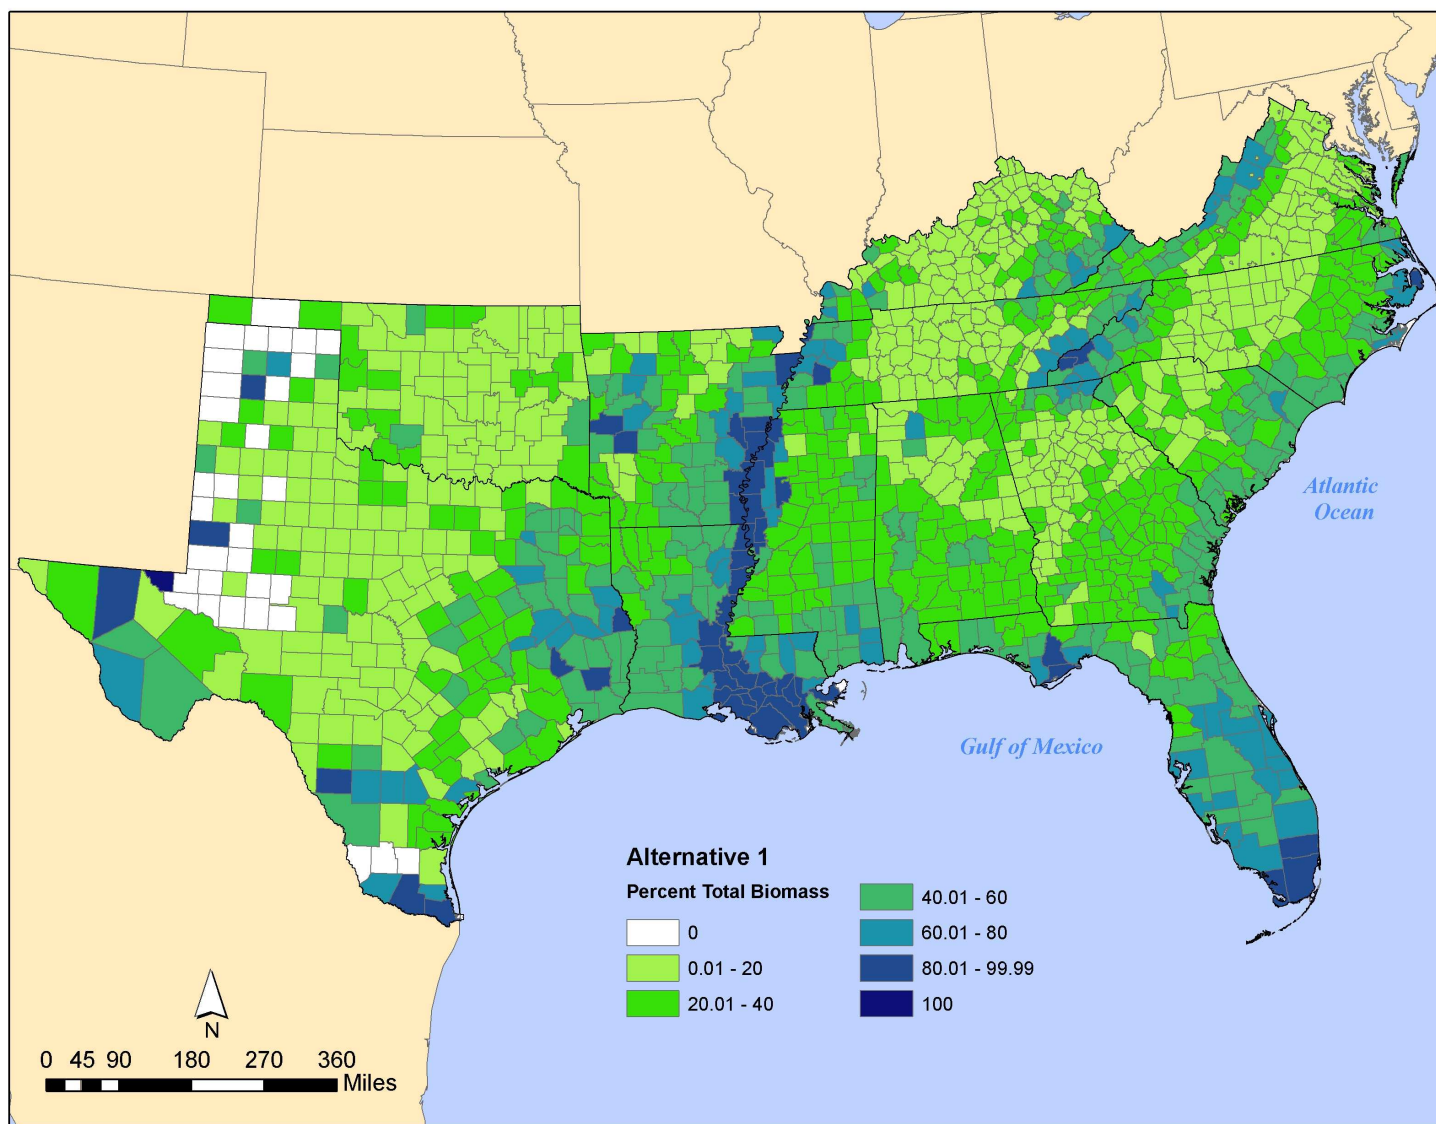 Atlantic
Ocean
Gulf of Mexico
Alternative 1
Percent Total Biomass
0
0.01 - 20
20.01 - 40
40.01 - 60
60.01 - 80
80.01 - 99.99
100
N
0 45 90 180 270 360
Miles